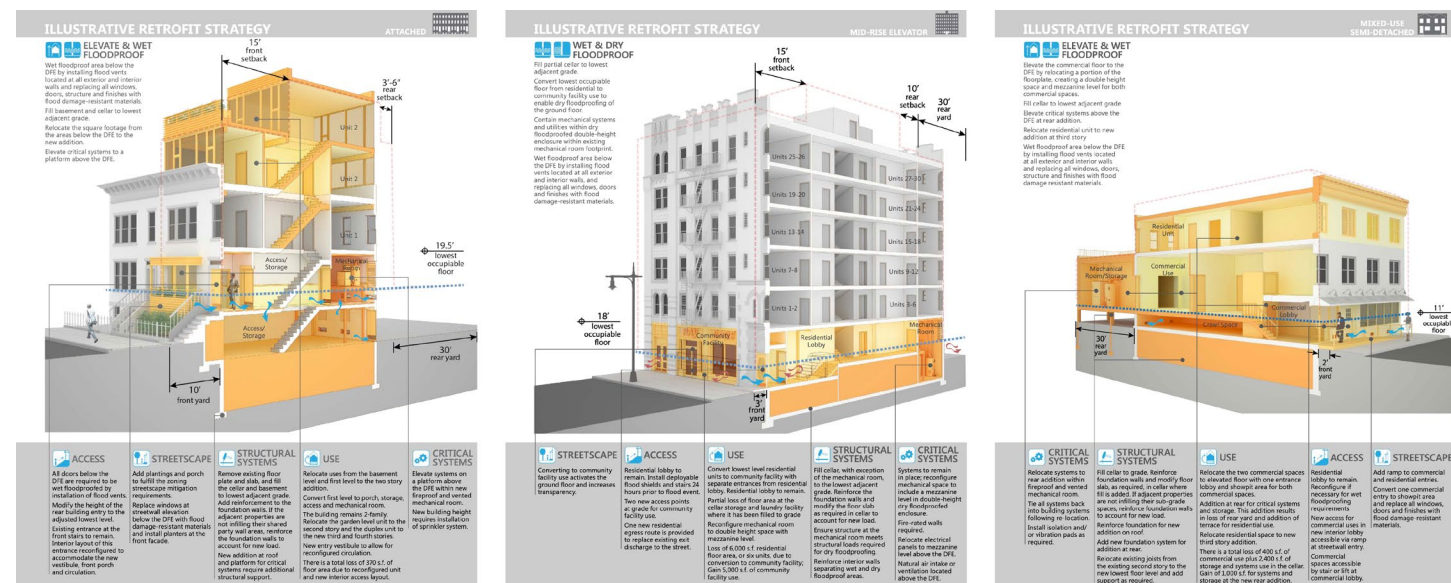 ILLUSTRATIVE RETROFIT STRATEGY
ATTACHED
ELEVATE & WET
FLOODPROOF
Wet floodproof area below the
DFE by installing flood vents
located at all exterior and interior
walls and replacing all windows,
doors, structure and finishes with
flood damage-resistant materials.
Fill basement and cellar to lowest
adjacent grade.
Relocate the square footage from
the areas below the DFE to the
new addition.
Elevate critical systems to a
platform above the DFE.
15'
front
setback
3'-6"
rear
setback
Unit 2
Unit 2
Unit 1
19.5'
lowest
occupiable
floor
Access/
Storage
Mechanical
Room
Access/
Storage
30'
rear yard
10'
front yard
ACCESS
All doors below the
DFE are required to be
wet floodproofed by
installation of flood vents.
Modify the height of the
rear building entry to the
adjusted lowest level.
Existing entrance at the
front stairs to remain.
Interior layout of this
entrance reconfigured to
accommodate the new
vestibule, front porch
and circulation.
STREETSCAPE
Add plantings and porch
to fulfill the zoning
streetscape mitigation
requirements.
Replace windows at
street elevation
below the DFE with flood
damage-resistant materials
and install planters at the
front facade.
STRUCTURAL
SYSTEMS
Remove existing floor
plate and slab, and fill
the cellar and basement
to lowest adjacent grade.
Add reinforcement to the
foundation walls. If the
adjacent properties are
not infilling their shared
party wall areas, reinforce
the foundation walls to
account for new load.
New addition at roof
and platform for critical
systems require additional
structural support.
USE
Relocate uses from the basement
level and first level to the two story
addition.
Convert first level to porch, storage,
access and mechanical room.
The building remains 2-family.
Relocate the garden level unit to the
second story and the duplex unit to
the new third and fourth stories.
New entry vestibule to allow for
reconfigured circulation.
There is a total loss of 370 s.f. of
floor area due to reconfigured unit
and new interior access layout.
CRITICAL
SYSTEMS
Elevate systems on
a platform above
the DFE within new
fireproof and vented
mechanical room.
New building height
requires installation
of sprinkler system.
ILLUSTRATIVE RETROFIT STRATEGY
MID-RISE ELEVATOR
WET & DRY
FLOODPROOF
Fill partial cellar to lowest
adjacent grade.
Convert lowest occupiable
floor from residential to
community facility use to
enable dry floodproofing of
the ground floor.
Contain mechanical systems
and utilities within dry
floodproofed double-height
enclosure within existing
mechanical room footprint.
Wet floodproof area below
the DFE by installing flood
vents located at all exterior
and interior walls, and
replacing all windows, doors
and finishes with flood
damage-resistant materials.
15'
front
setback
10'
rear
setback
30'
rear
yard
Units 25-26
Units 27-30
Units 19-20
Units 21-24
Units 13-14
Units 15-18
Units 7-8
Units 9-12
Units 1-2
Units 3-6
18'
lowest
occupiable
floor
Community
Facility
Residential
Lobby
Mechanical
Room
3'
front
yard
STREETSCAPE
Converting to community
facility use activates the
ground floor and increases
transparency.
ACCESS
Residential lobby to
remain. Install deployable
flood shields and stairs 24
hours prior to flood event.
Two new access points
at grade for community
facility use.
One new residential
egress route is provided
to replace existing exit
discharge to the street.
USE
Convert lowest level residential
units to community facility with
separate entrances from residential
lobby. Residential lobby to remain.
Partial loss of floor area at the
cellar storage and laundry facility
where it has been filled to grade
Reconfigure mechanical room
to double height space with
mezzanine level.
Loss of 6,000 s.f. residential
floor area, or six units, due to
conversion to community facility;
Gain 5,000 s.f. of community
facility use.
STRUCTURAL
SYSTEMS
Fill cellar, with exception
of the mechanical room,
to the lowest adjacent
grade. Reinforce the
foundation walls and
modify the floor slab
as required in cellar to
account for new load.
Ensure structure at the
mechanical room meets
structural loads required
for dry floodproofing.
Reinforce interior walls
separating wet and dry
floodproofed areas.
CRITICAL
SYSTEMS
Systems to remain
in place; reconfigure
mechanical space to
include a mezzanine
level in double-height
dry floodproofed
enclosure.
Fire-rated walls
required.
Relocate electrical
panels to mezzanine
level above the DFE.
Natural air intake or
ventilation located
above the DFE.
ILLUSTRATIVE RETROFIT STRATEGY
MIXED-USE
SEMI-DETACHED
ELEVATE & WET
FLOODPROOF
Elevate the commercial floor to the
DFE by relocating a portion of the
floorplate, creating a double height
space and mezzanine level for both
commercial spaces.
Fill cellar to lowest adjacent grade
Elevate critical systems above the
DFE at rear addition.
Relocate residential unit to new
addition at third story
Wet floodproof area below the DFE
by installing flood vents located
at all exterior and interior walls
and replacing all windows, doors,
structure and finishes with flood
damage resistant materials.
Residential
Unit
Mechanical
Room/Storage
Commercial
Use
Commercial
Lobby
Crawl Space
11'
lowest
occupiable
floor
30'
rear
yard
2'
front
yard
CRITICAL
SYSTEMS
Relocate systems to
rear addition within
fireproof and vented
mechanical room.
Tie all systems back
into building systems
following re-location.
Install isolation and/
or vibration pads as
required.
STRUCTURAL
SYSTEMS
Fill cellar to grade. Reinforce
foundation walls and modify floor
slab, as required, in cellar where
fill is added. If adjacent properties
are not infilling their sub-grade
spaces, reinforce foundation walls
to account for new load.
Reinforce foundation for new
addition on roof.
Add new foundation system for
addition at rear.
Relocate existing joists from
the existing second story to the
new lowest floor level and add
support as required.
USE
Relocate the two commercial spaces
to elevated floor with one entrance
lobby and showpit area for both
commercial spaces.
Addition at rear for critical systems
and storage. This addition results
in loss of rear yard and addition of
terrace for residential use.
Relocate residential space to new
third story addition.
There is a total loss of 400 s.f. of
commercial use plus 2,400 s.f. of
storage and systems use in the cellar.
Gain of 1,000 s.f. for systems and
storage at the new rear addition.
ACCESS
Residential
lobby to remain.
Reconfigure if
necessary for wet
floodproofing
requirements
New access for
commercial uses in
new interior lobby
accessible via ramp
at streetwall entry.
Commercial
spaces accessible
by stair or lift at
commercial lobby.
STREETSCAPE
Add ramp to commercial
and residential entries.
Convert one commercial
entry to showpit area
and replace all windows,
doors and finishes with
flood damage-resistant
materials.